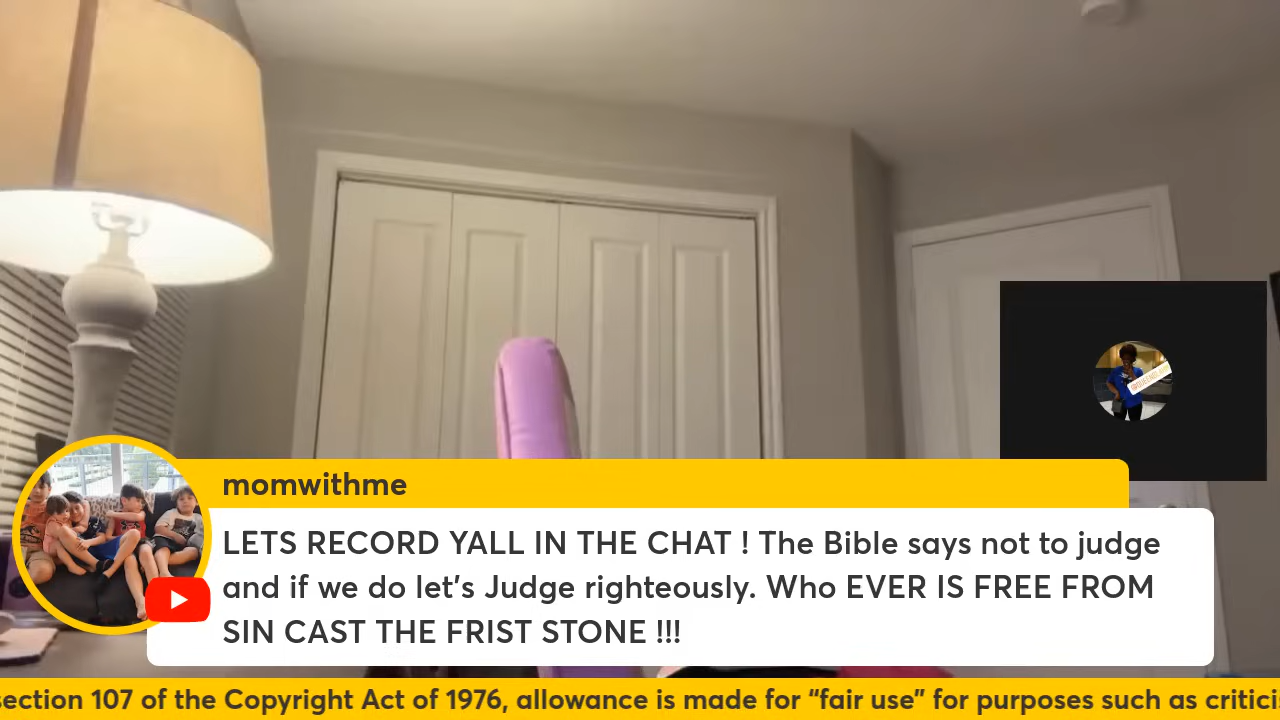 momwithme
LETS RECORD YALL IN THE CHAT ! The Bible says not to judge
and if we do let's Judge righteously. Who EVER IS FREE FROM
SIN CAST THE FRIST STONE !!!
section 107 of the Copyright Act of 1976, allowance is made for “fair use” for purposes such as